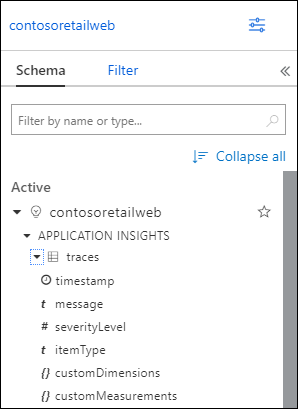 contosoretailweb
Schema Filter «
Filter by name or type...
Collapse all
Active
contosoretailweb
APPLICATION INSIGHTS
traces
timestamp
t message
# severityLevel
t itemType
{} customDimensions
{} customMeasurements